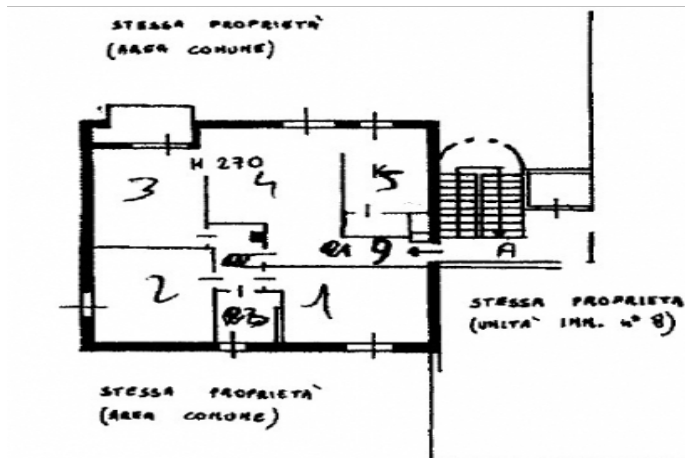 STESSA PROPRIETA'
(AREA COMUNE)
H 270
3
4
K5
9
A
2
1
STESSA PROPRIETA'
(UNITA' IMM. n° 8)
STESSA PROPRIETA'
(AREA COMUNE)